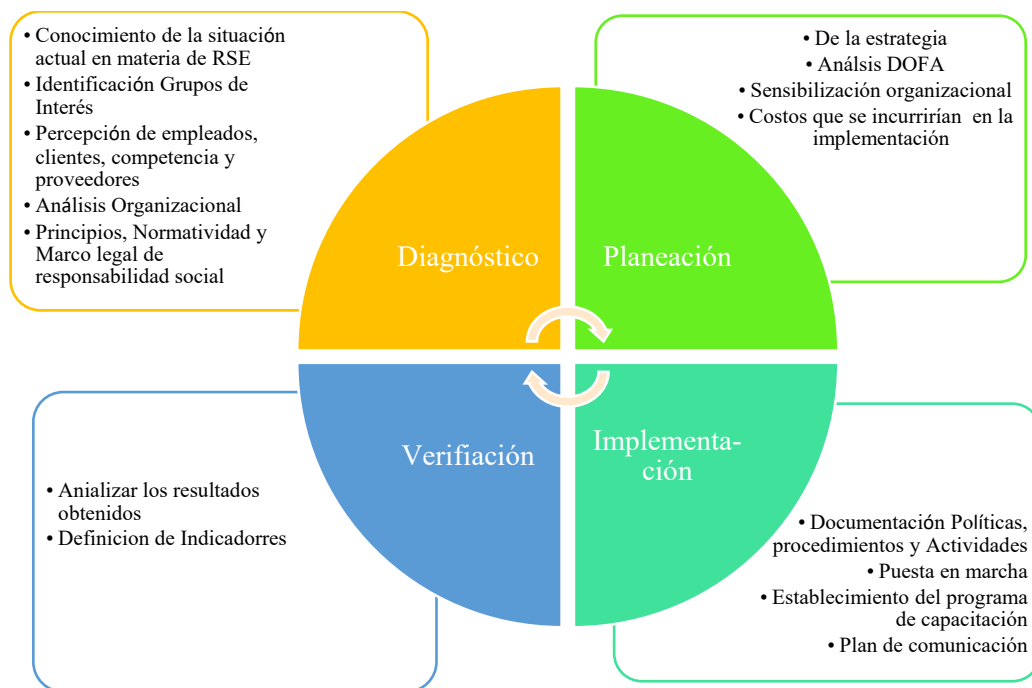 • Conocimiento de la situación
actual en materia de RSE
• Identificación Grupos de
Interés
• Percepción de empleados,
clientes, competencia y
proveedores
• Análisis Organizacional
• Principios, Normatividad y
Marco legal de
responsabilidad social
• De la estrategia
• Análsis DOFA
• Sensibilización organizacional
• Costos que se incurrirían en la
implementación
Diagnóstico
Planeación
Verifiación
Implementa-
ción
• Anializar los resultados
obtenidos
• Definicion de Indicadorres
• Documentación Políticas,
procedimientos y Actividades
• Puesta en marcha
• Establecimiento del programa
de capacitación
• Plan de comunicación